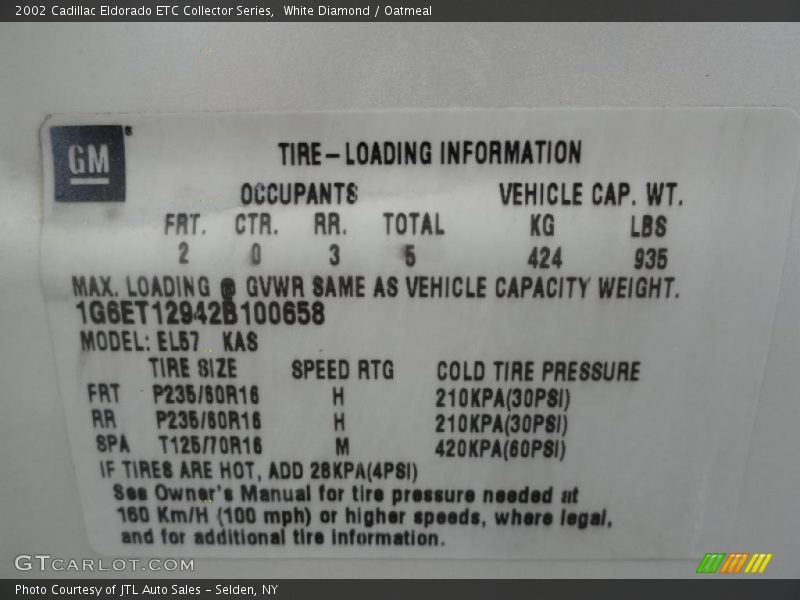 2002 Cadillac Eldorado ETC Collector Series, White Diamond / Oatmeal
GM
TIRE-LOADING INFORMATION
OCCUPANTS VEHICLE CAP. WT.
FRT. CTR. RR. TOTAL KG LBS
2 0 3 5 424 935
MAX. LOADING @ GVWR SAME AS VEHICLE CAPACITY WEIGHT.
1G6ET12942B100658
MODEL: EL57 KAS
TIRE SIZE SPEED RTG COLD TIRE PRESSURE
FRT P235/60R16 H 210KPA(30PSI)
RR P235/60R16 H 210KPA(30PSI)
SPA T125/70R16 M 420KPA(60PSI)
IF TIRES ARE HOT, ADD 28KPA(4PSI)
See Owner's Manual for tire pressure needed at
160 Km/H (100 mph) or higher speeds, where legal,
and for additional tire information.
GTCARLOT.COM
Photo Courtesy of JTL Auto Sales - Selden, NY